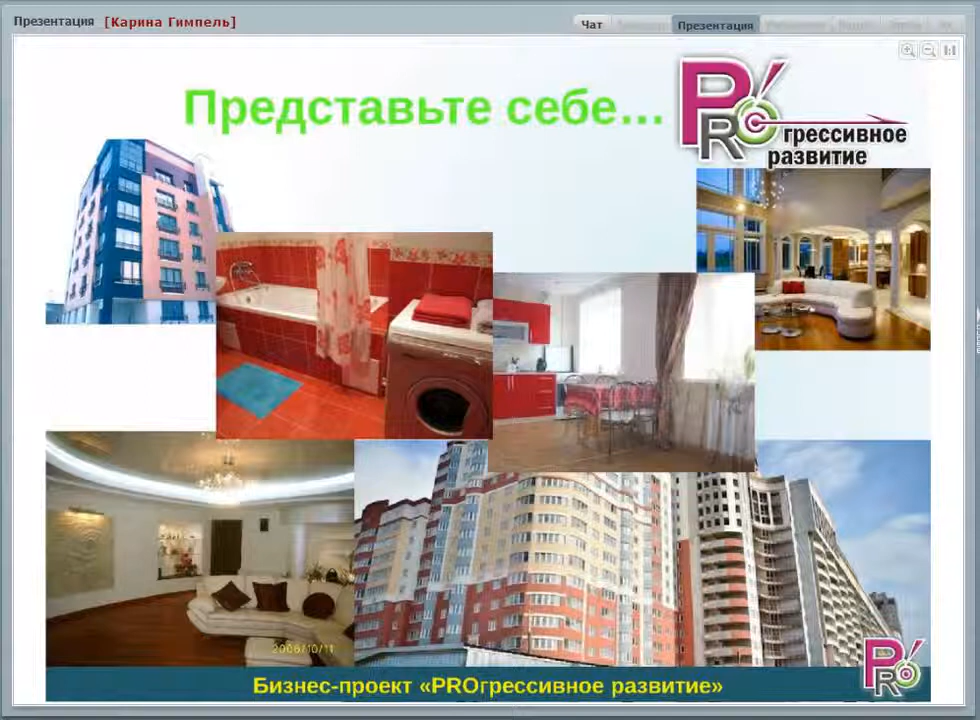 Презентация [Карина Гимпель]
Чат
Презентация
Представьте себе...
PROгрессивное
развитие
2006/10/11
Бизнес-проект «PROгрессивное развитие»
PRO